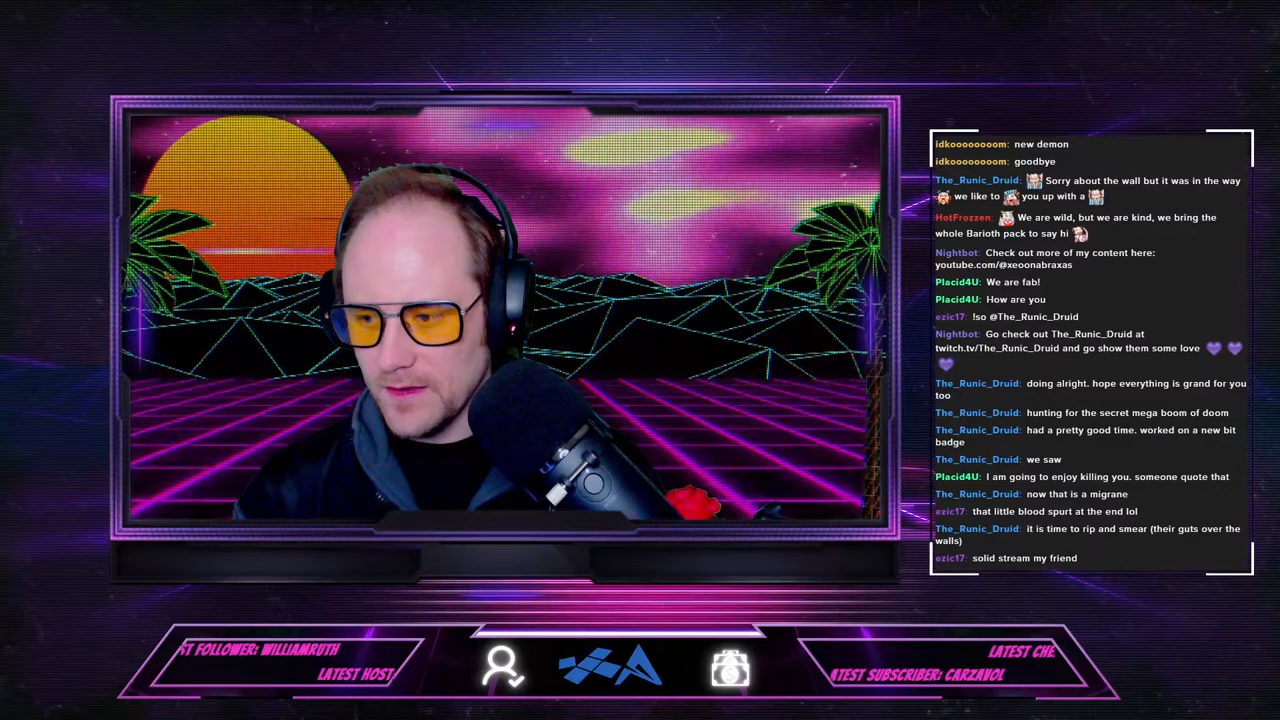 idkoooooooom: new demon
idkoooooooom: goodbye
The_Runic_Druid: Sorry about the wall but it was in the way
we like to you up with a
HotFrozzen: We are wild, but we are kind, we bring the
whole Barioth pack to say hi
Nightbot: Check out more of my content here:
youtube.com/@xeoonabraxas
Placid4U: We are fab!
Placid4U: How are you
ezic17: !so @The_Runic_Druid
Nightbot: Go check out The_Runic_Druid at
twitch.tv/The_Runic_Druid and go show them some love
The_Runic_Druid: doing alright. hope everything is grand for you
too
The_Runic_Druid: hunting for the secret mega boom of doom
The_Runic_Druid: had a pretty good time. worked on a new bit
badge
The_Runic_Druid: we saw
Placid4U: I am going to enjoy killing you. someone quote that
The_Runic_Druid: now that is a migrane
ezic17: that little blood spurt at the end lol
The_Runic_Druid: it is time to rip and smear (their guts over the
walls)
ezic17: solid stream my friend
ST FOLLOWER: WILLIAMRUTH
LATEST HOST:
LATEST CHE
ATEST SUBSCRIBER: CARZAVOL